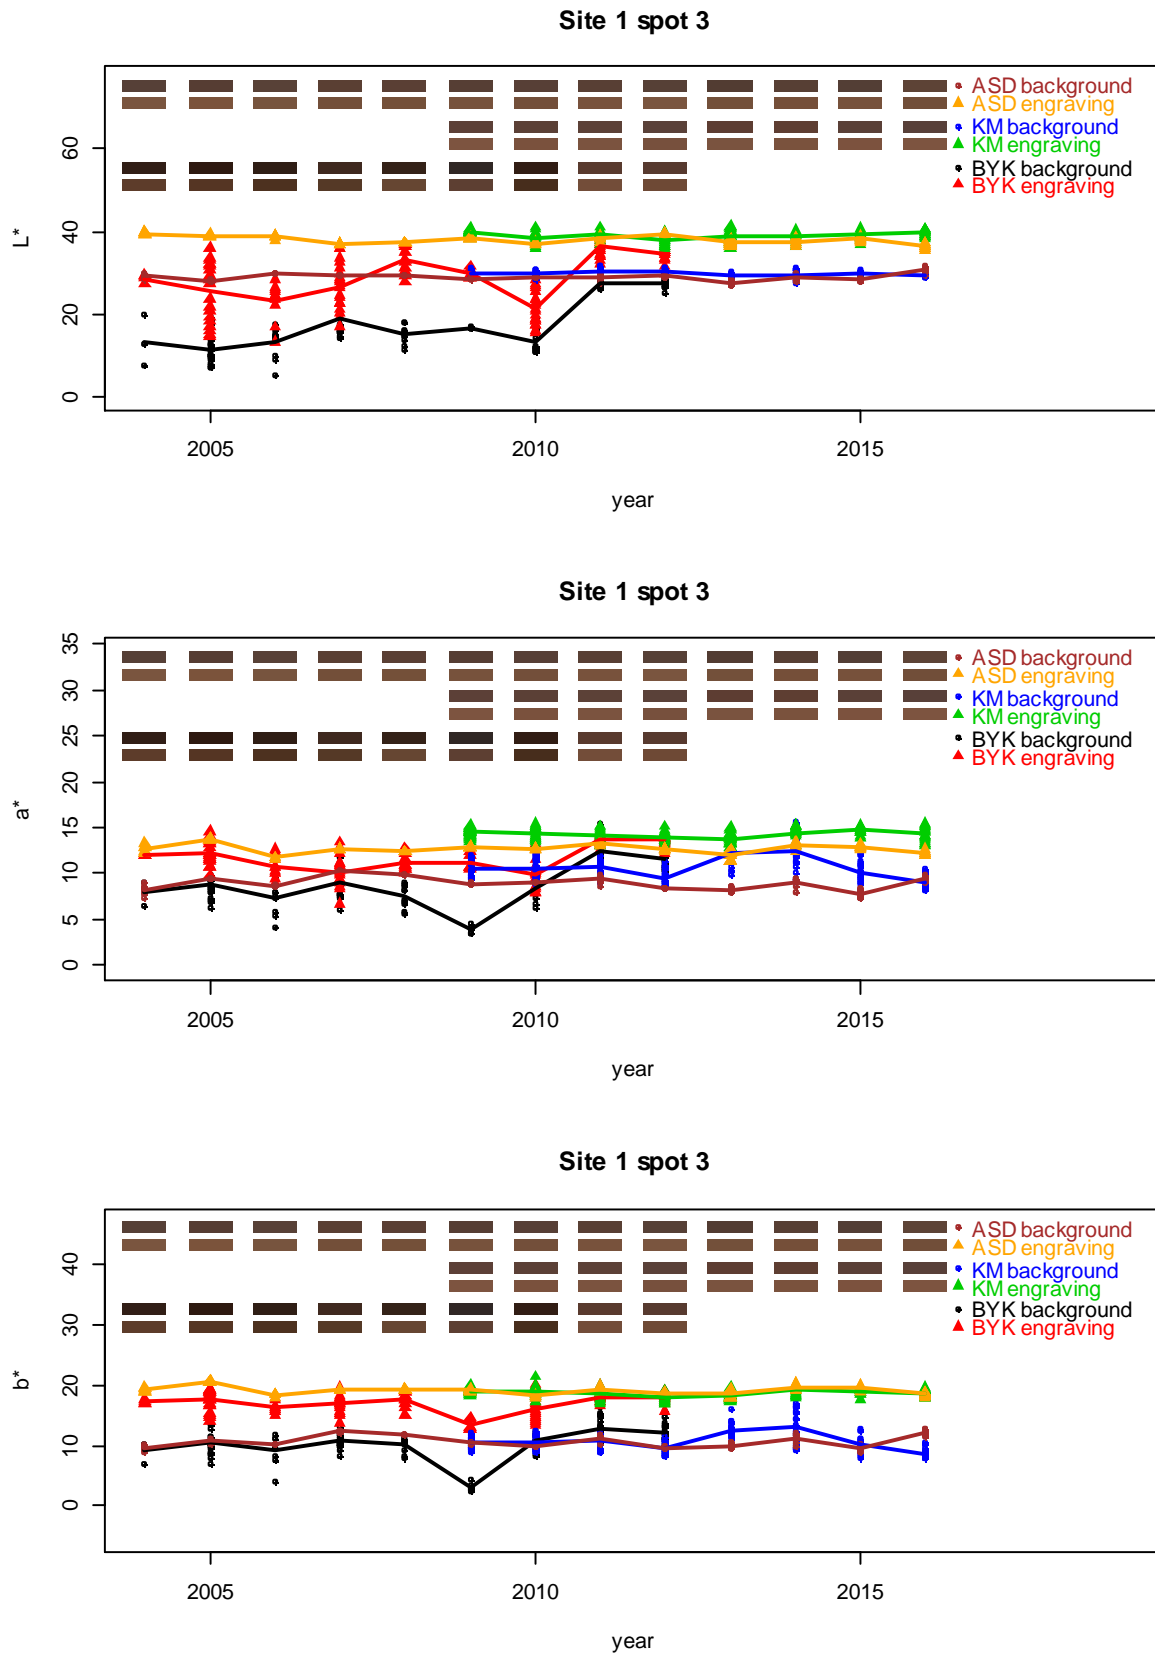 Site 1 spot 3
ASD background
ASD engraving
KM background
KM engraving
BYK background
BYK engraving
L*
60
40
20
0
2005 2010 2015
year
Site 1 spot 3
ASD background
ASD engraving
KM background
KM engraving
BYK background
BYK engraving
a*
35
30
25
20
15
10
5
0
2005 2010 2015
year
Site 1 spot 3
ASD background
ASD engraving
KM background
KM engraving
BYK background
BYK engraving
b*
40
30
20
10
0
2005 2010 2015
year